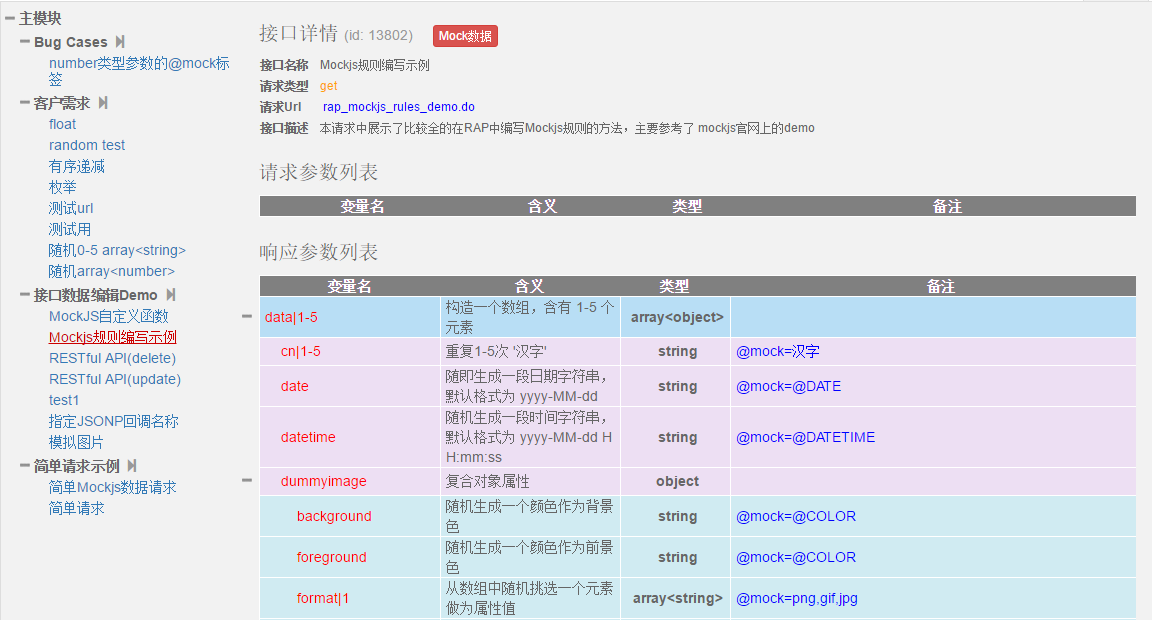 主模块
Bug Cases
number类型参数的@mock标
签
客户需求
float
random test
有序递减
枚举
测试url
测试用
随机0-5 array<string>
随机array<number>
接口数据编辑Demo
MockJS自定义函数
Mockjs规则编写示例
RESTful API(delete)
RESTful API(update)
test1
指定JSONP回调名称
模拟图片
简单请求示例
简单Mockjs数据请求
简单请求
接口详情 (id: 13802) Mock数据
接口名称 Mockjs规则编写示例
请求类型 get
请求Url rap_mockjs_rules_demo.do
接口描述 本请求中展示了比较全的在RAP中编写Mockjs规则的方法，主要参考了 mockjs官网上的demo
请求参数列表
变量名 含义 类型 备注
响应参数列表
变量名 含义 类型 备注
data|1-5 构造一个数组，含有 1-5 个 array<object>
元素
cn|1-5 重复1-5次 '汉字' string @mock=汉字
date 随即生成一段日期字符串， string @mock=@DATE
默认格式为 yyyy-MM-dd
datetime 随机生成一段时间字符串， string @mock=@DATETIME
默认格式为 yyyy-MM-dd H
H:mm:ss
dummyimage 复合对象属性 object
background 随机生成一个颜色作为背景 string @mock=@COLOR
色
foreground 随机生成一个颜色作为前景 string @mock=@COLOR
色
format|1 从数组中随机挑选一个元素 array<string> @mock=png,gif,jpg
做为属性值